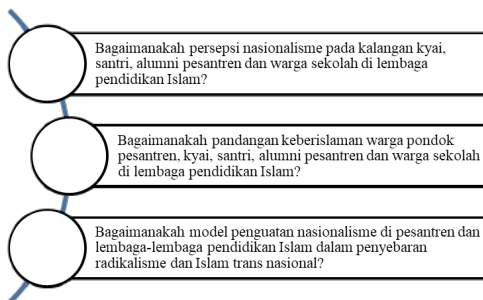 Bagaimanakah persepsi nasionalisme pada kalangan kyai,
santri, alumni pesantren dan warga sekolah di lembaga
pendidikan Islam?
Bagaimanakah pandangan keberislaman warga pondok
pesantren, kyai, santri, alumni pesantren dan warga sekolah
di lembaga pendidikan Islam?
Bagaimanakah model penguatan nasionalisme di pesantren dan
lembaga-lembaga pendidikan Islam dalam penyebaran
radikalisme dan Islam trans nasional?